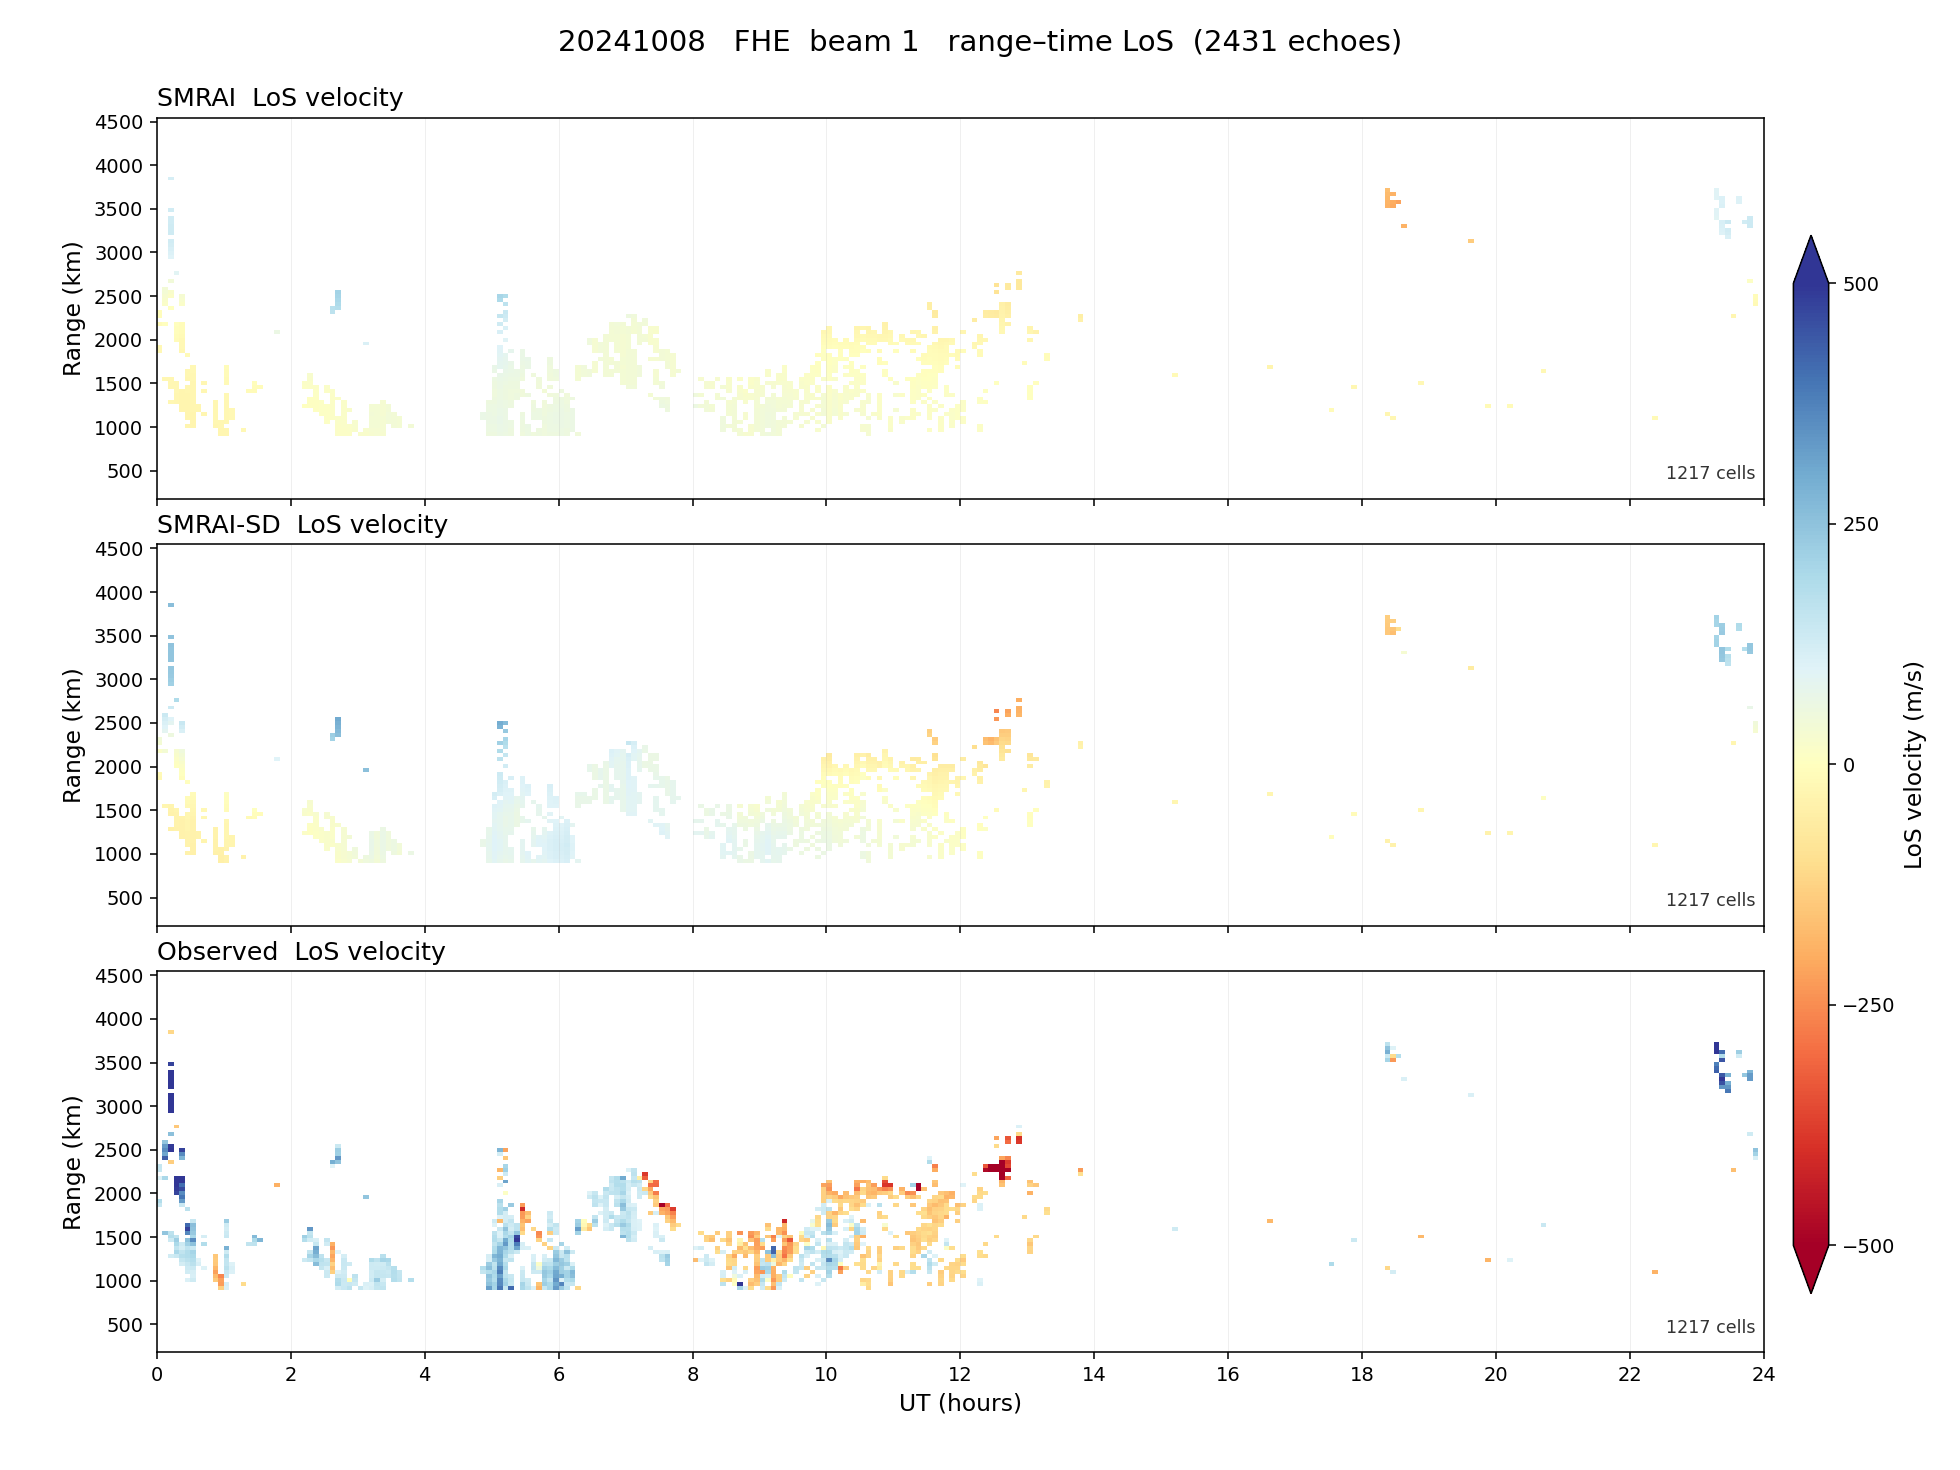 20241008 FHE beam 1 range–time LoS (2431 echoes)
SMRAI LoS velocity
4500
4000
3500
3000
2500
2000
1500
1000
500
Range (km)
1217 cells
SMRAI-SD LoS velocity
4500
4000
3500
3000
2500
2000
1500
1000
500
Range (km)
1217 cells
Observed LoS velocity
4500
4000
3500
3000
2500
2000
1500
1000
500
Range (km)
1217 cells
0 2 4 6 8 10 12 14 16 18 20 22 24
UT (hours)
500
250
0
−250
−500
LoS velocity (m/s)